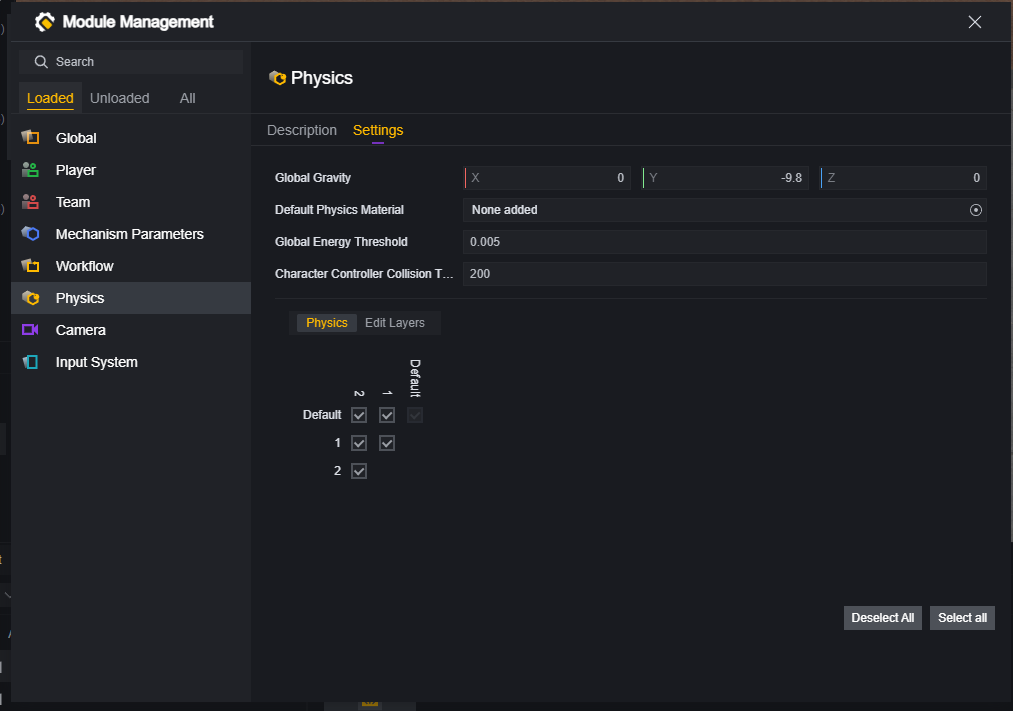 Module Management
Search
Loaded Unloaded All
Global
Player
Team
Mechanism Parameters
Workflow
Physics
Camera
Input System
Physics
Description Settings
Global Gravity X 0 Y -9.8 Z 0
Default Physics Material None added
Global Energy Threshold 0.005
Character Controller Collision T... 200
Physics Edit Layers
2 1 Default
Default
1
2
Deselect All Select all